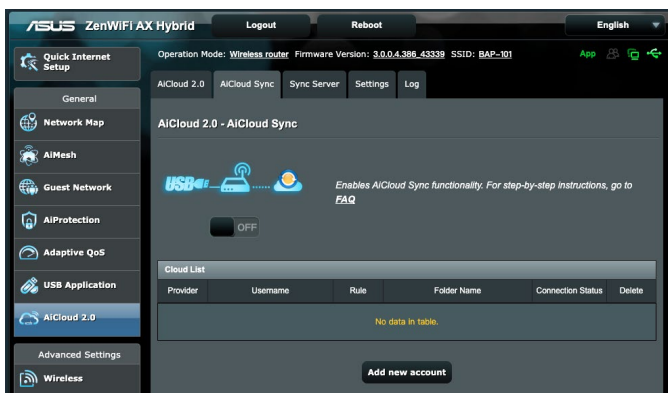 ASUS ZenWiFi AX Hybrid Logout Reboot English
Quick Internet
Setup
Operation Mode: Wireless router Firmware Version: 3.0.0.4.386_43339 SSID: BAP-101 App
AiCloud 2.0 AiCloud Sync Sync Server Settings Log
General
Network Map
AiMesh
Guest Network
AiProtection
Adaptive QoS
USB Application
AiCloud 2.0
Advanced Settings
Wireless
AiCloud 2.0 - AiCloud Sync
USB
Enables AiCloud Sync functionality. For step-by-step instructions, go to
FAQ
OFF
Cloud List
Provider Username Rule Folder Name Connection Status Delete
No data in table.
Add new account